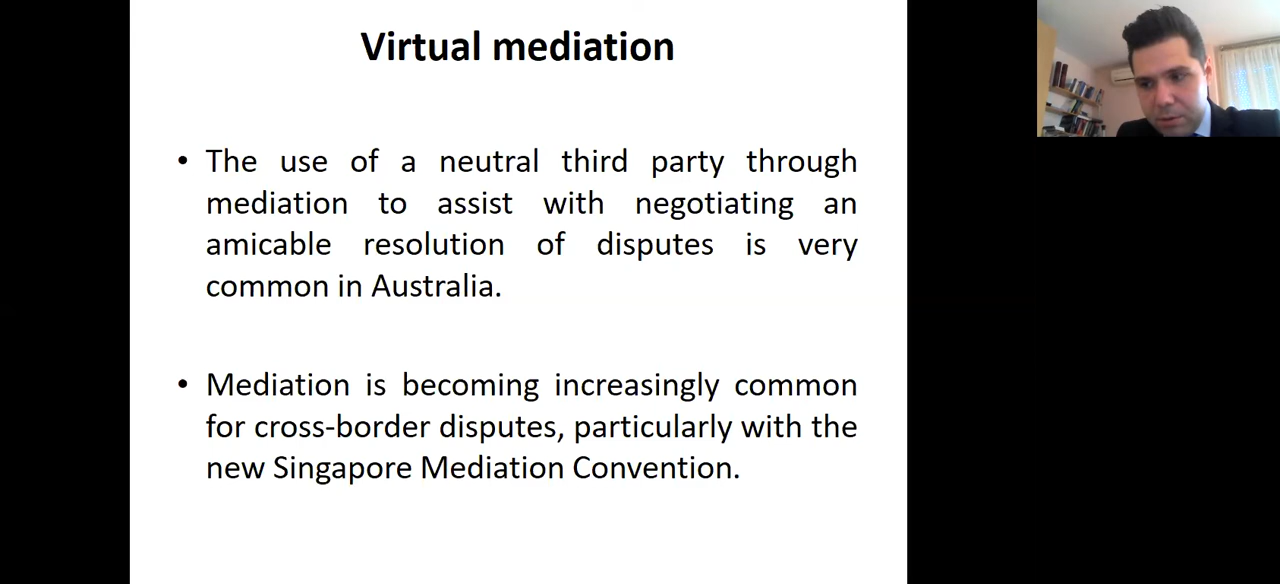 Virtual mediation
• The use of a neutral third party through
mediation to assist with negotiating an
amicable resolution of disputes is very
common in Australia.
• Mediation is becoming increasingly common
for cross-border disputes, particularly with the
new Singapore Mediation Convention.